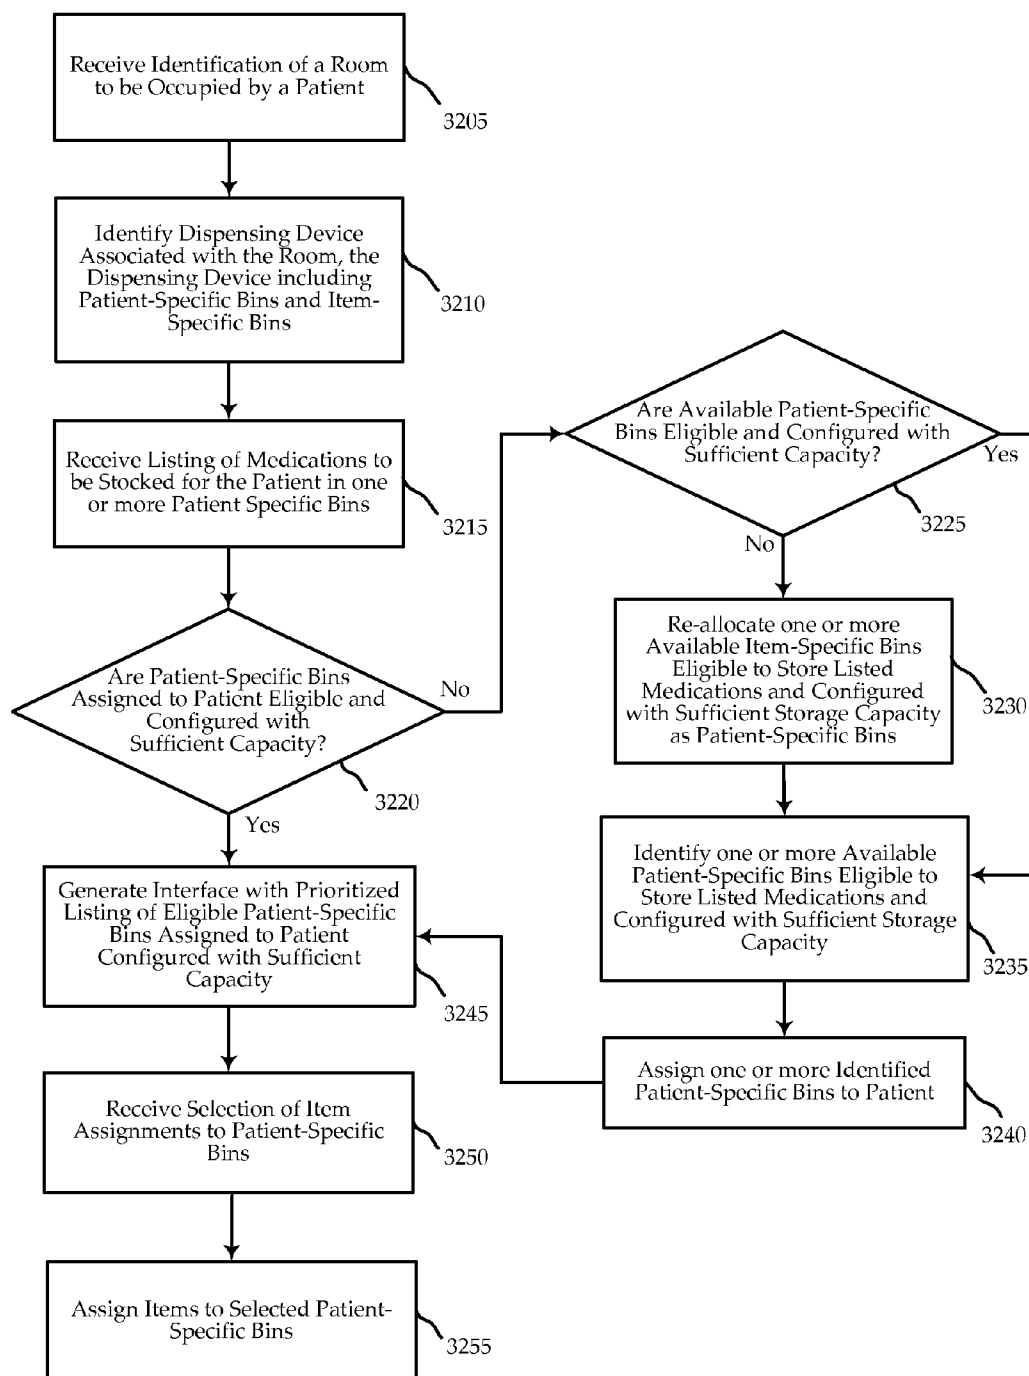 Receive Identification of a Room
to be Occupied by a Patient
3205
Identify Dispensing Device
Associated with the Room, the
Dispensing Device including
Patient-Specific Bins and Item-
Specific Bins
3210
Receive Listing of Medications to
be Stocked for the Patient in one
or more Patient Specific Bins
3215
Are Patient-Specific Bins
Assigned to Patient Eligible and
Configured with
Sufficient Capacity?
No
3220
Yes
Are Available Patient-Specific
Bins Eligible and Configured with
Sufficient Capacity?
Yes
3225
No
Re-allocate one or more
Available Item-Specific Bins
Eligible to Store Listed
Medications and Configured
with Sufficient Storage Capacity
as Patient-Specific Bins
3230
Identify one or more Available
Patient-Specific Bins Eligible to
Store Listed Medications and
Configured with Sufficient Storage
Capacity
3235
Assign one or more Identified
Patient-Specific Bins to Patient
3240
Generate Interface with Prioritized
Listing of Eligible Patient-Specific
Bins Assigned to Patient
Configured with Sufficient
Capacity
3245
Receive Selection of Item
Assignments to Patient-Specific
Bins
3250
Assign Items to Selected Patient-
Specific Bins
3255